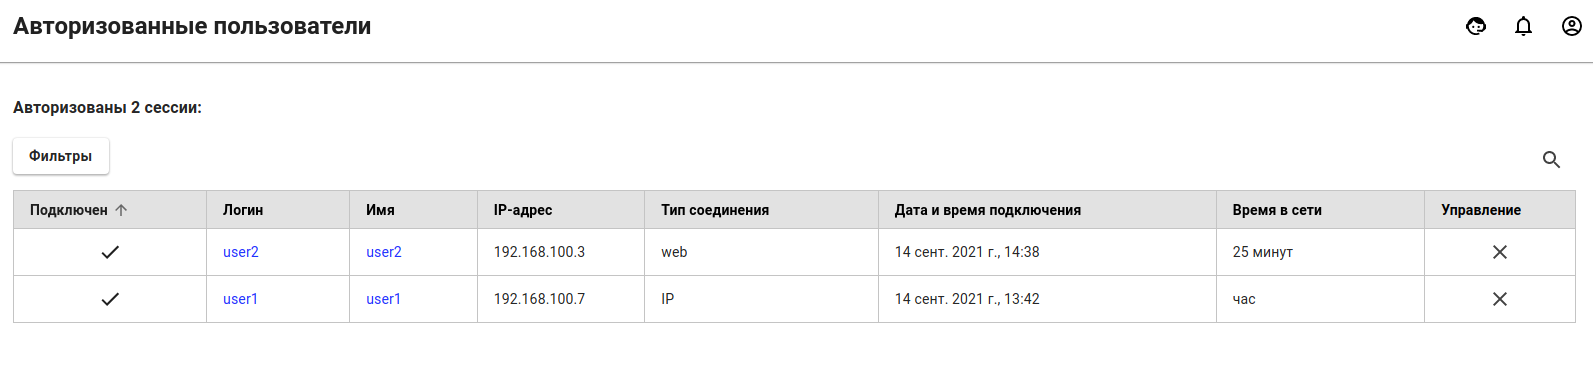 Авторизованные пользователи
Авторизованы 2 сессии:
Фильтры
Подключен Логин Имя IP-адрес Тип соединения Дата и время подключения Время в сети Управление
user2 user2 192.168.100.3 web 14 сент. 2021 г., 14:38 25 минут
user1 user1 192.168.100.7 IP 14 сент. 2021 г., 13:42 час